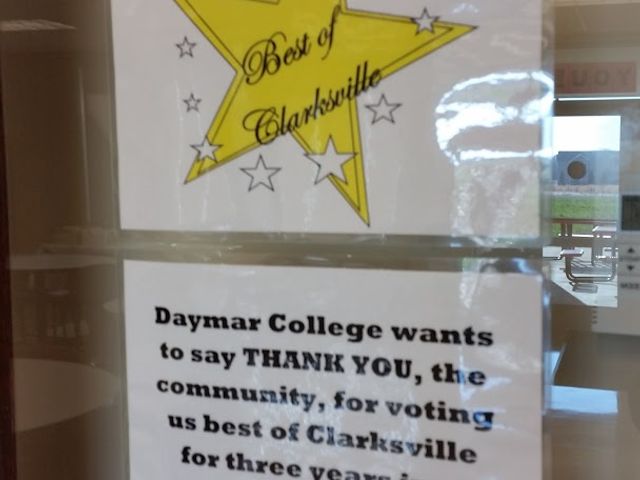 Best of
Clarksville
Daymar College wants
to say THANK YOU, the
community, for voting
us best of Clarksville
for three years